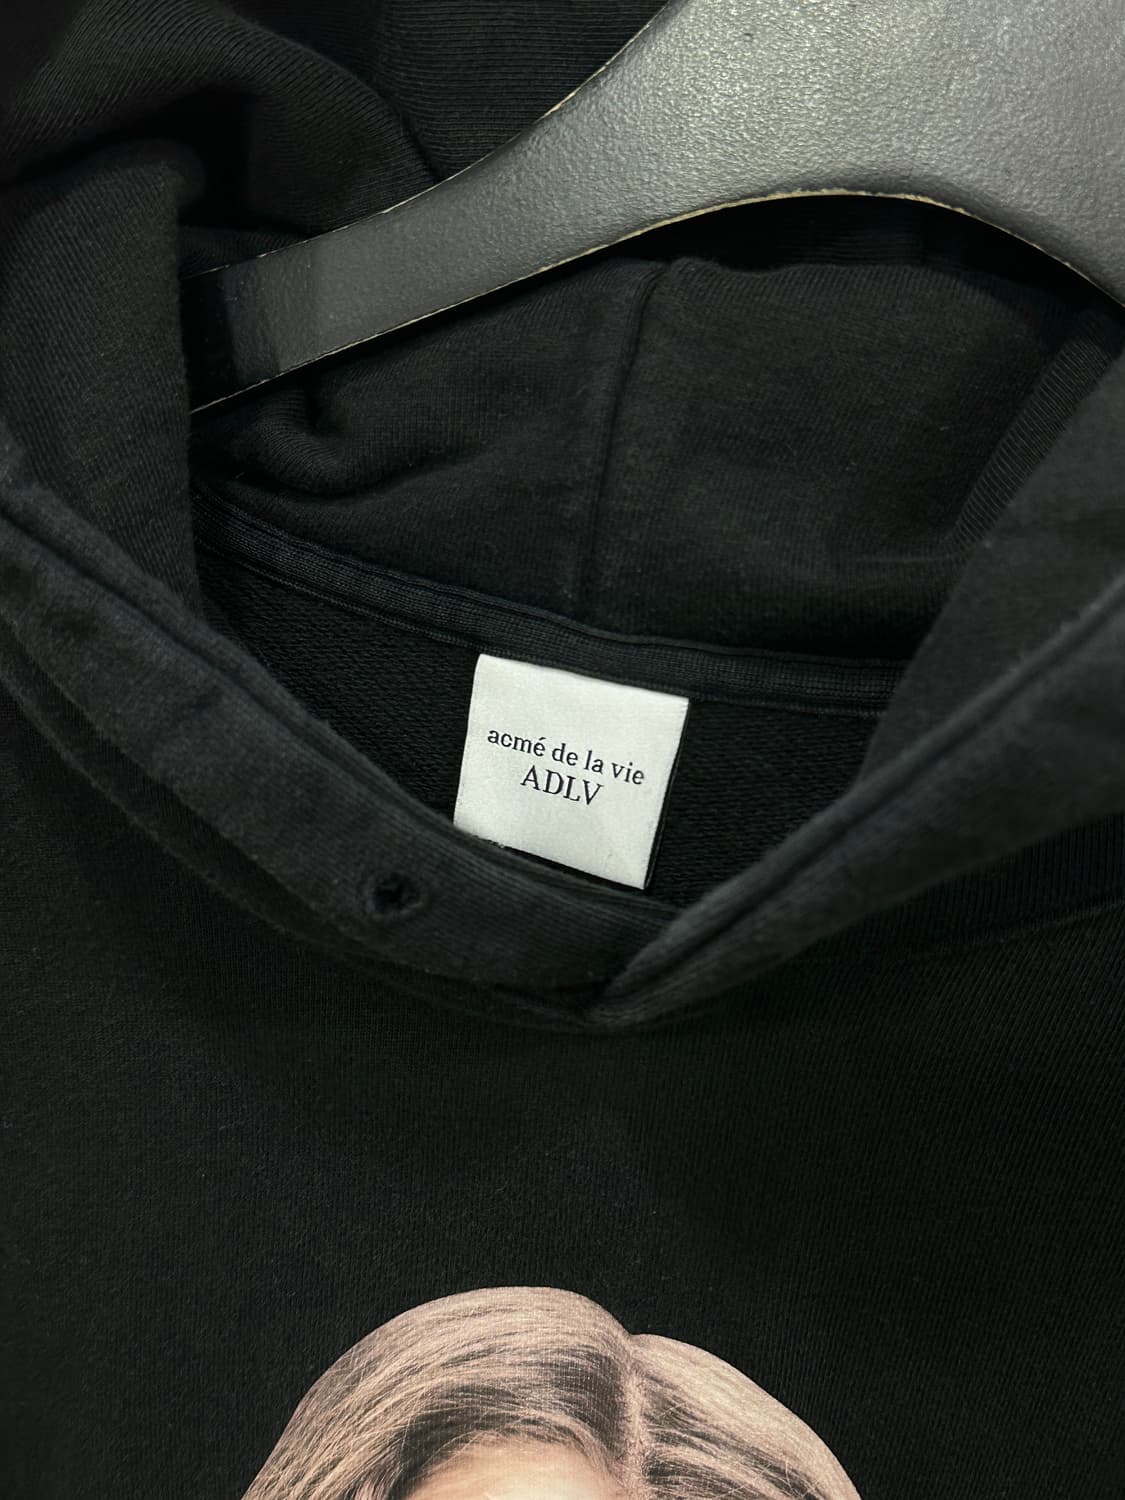 acmé de la vie
ADLV